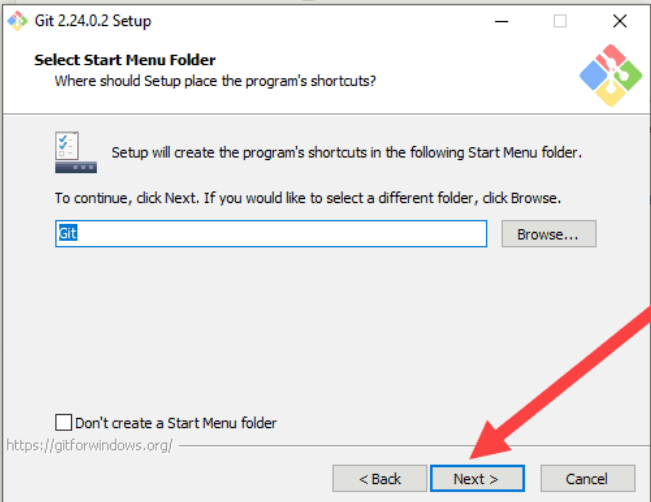 Git 2.24.0.2 Setup
Select Start Menu Folder
Where should Setup place the program's shortcuts?
Setup will create the program's shortcuts in the following Start Menu folder.
To continue, click Next. If you would like to select a different folder, click Browse.
Git
Browse...
Don't create a Start Menu folder
https://gitforwindows.org/
< Back
Next >
Cancel